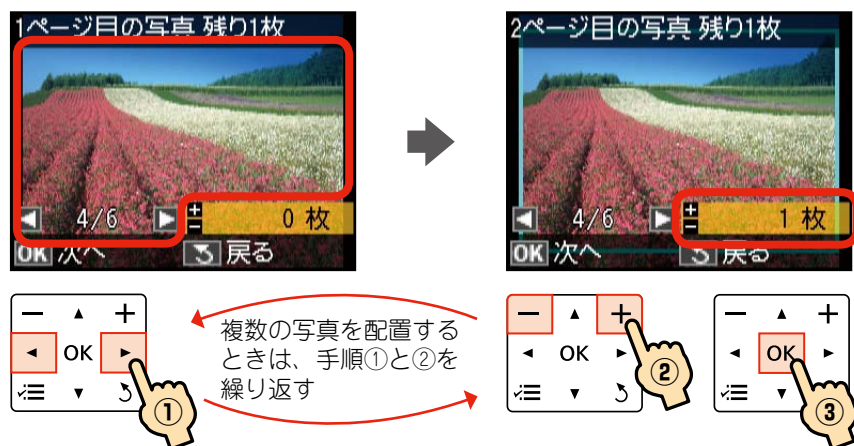 1ページ目の写真 残り1枚
4/6
0 枚
OK 次へ
戻る
2ページ目の写真 残り1枚
4/6
1 枚
OK 次へ
戻る
OK
①
複数の写真を配置する
ときは、手順①と②を
繰り返す
OK
②
OK
③